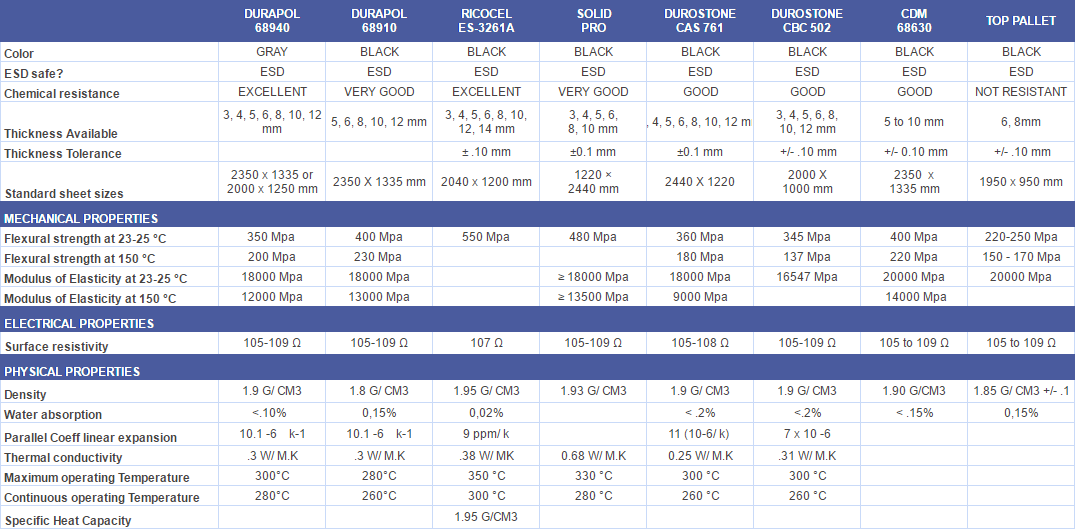 DURAPOL 68940 DURAPOL 68910 RICOCEL ES-3261A SOLID PRO DUROSTONE CAS 761 DUROSTONE CBC 502 CDM 68630 TOP PALLET
Color GRAY BLACK BLACK BLACK BLACK BLACK BLACK BLACK
ESD safe? ESD ESD ESD ESD ESD ESD ESD ESD
Chemical resistance EXCELLENT VERY GOOD EXCELLENT VERY GOOD GOOD GOOD GOOD NOT RESISTANT
Thickness Available 3, 4, 5, 6, 8, 10, 12 mm 5, 6, 8, 10, 12 mm 3, 4, 5, 6, 8, 10, 12, 14 mm 3, 4, 5, 6, 8, 10 mm , 4, 5, 6, 8, 10, 12 m 3, 4, 5, 6, 8, 10, 12 mm 5 to 10 mm 6, 8mm
Thickness Tolerance ± .10 mm ±0.1 mm ±0.1 mm +/- .10 mm +/- 0.10 mm +/- .10 mm
Standard sheet sizes 2350 x 1335 or 2000 x 1250 mm 2350 X 1335 mm 2040 x 1200 mm 1220 × 2440 mm 2440 X 1220 2000 X 1000 mm 2350 x 1335 mm 1950 x 950 mm
MECHANICAL PROPERTIES
Flexural strength at 23-25 °C 350 Mpa 400 Mpa 550 Mpa 480 Mpa 360 Mpa 345 Mpa 400 Mpa 220-250 Mpa
Flexural strength at 150 °C 200 Mpa 230 Mpa 180 Mpa 137 Mpa 220 Mpa 150 - 170 Mpa
Modulus of Elasticity at 23-25 °C 18000 Mpa 18000 Mpa ≥ 18000 Mpa 18000 Mpa 16547 Mpa 20000 Mpa 20000 Mpa
Modulus of Elasticity at 150 °C 12000 Mpa 13000 Mpa ≥ 13500 Mpa 9000 Mpa 14000 Mpa
ELECTRICAL PROPERTIES
Surface resistivity 105-109 Ω 105-109 Ω 107 Ω 105-109 Ω 105-108 Ω 105-109 Ω 105 to 109 Ω 105 to 109 Ω
PHYSICAL PROPERTIES
Density 1.9 G/ CM3 1.8 G/ CM3 1.95 G/ CM3 1.93 G/ CM3 1.9 G/ CM3 1.9 G/ CM3 1.90 G/CM3 1.85 G/ CM3 +/- .1
Water absorption <.10% 0,15% 0,02% < .2% <.2% < .15% 0,15%
Parallel Coeff linear expansion 10.1 -6 k-1 10.1 -6 k-1 9 ppm/ k 11 (10-6/ k) 7 x 10 -6
Thermal conductivity .3 W/ M.K .3 W/ M.K .38 W/ M.K 0.68 W/ M.K 0.25 W/ M.K .31 W/ M.K
Maximum operating Temperature 300°C 280°C 350 °C 330 °C 300 °C 300 °C
Continuous operating Temperature 280°C 260°C 300 °C 280 °C 260 °C 260 °C
Specific Heat Capacity 1.95 G/CM3